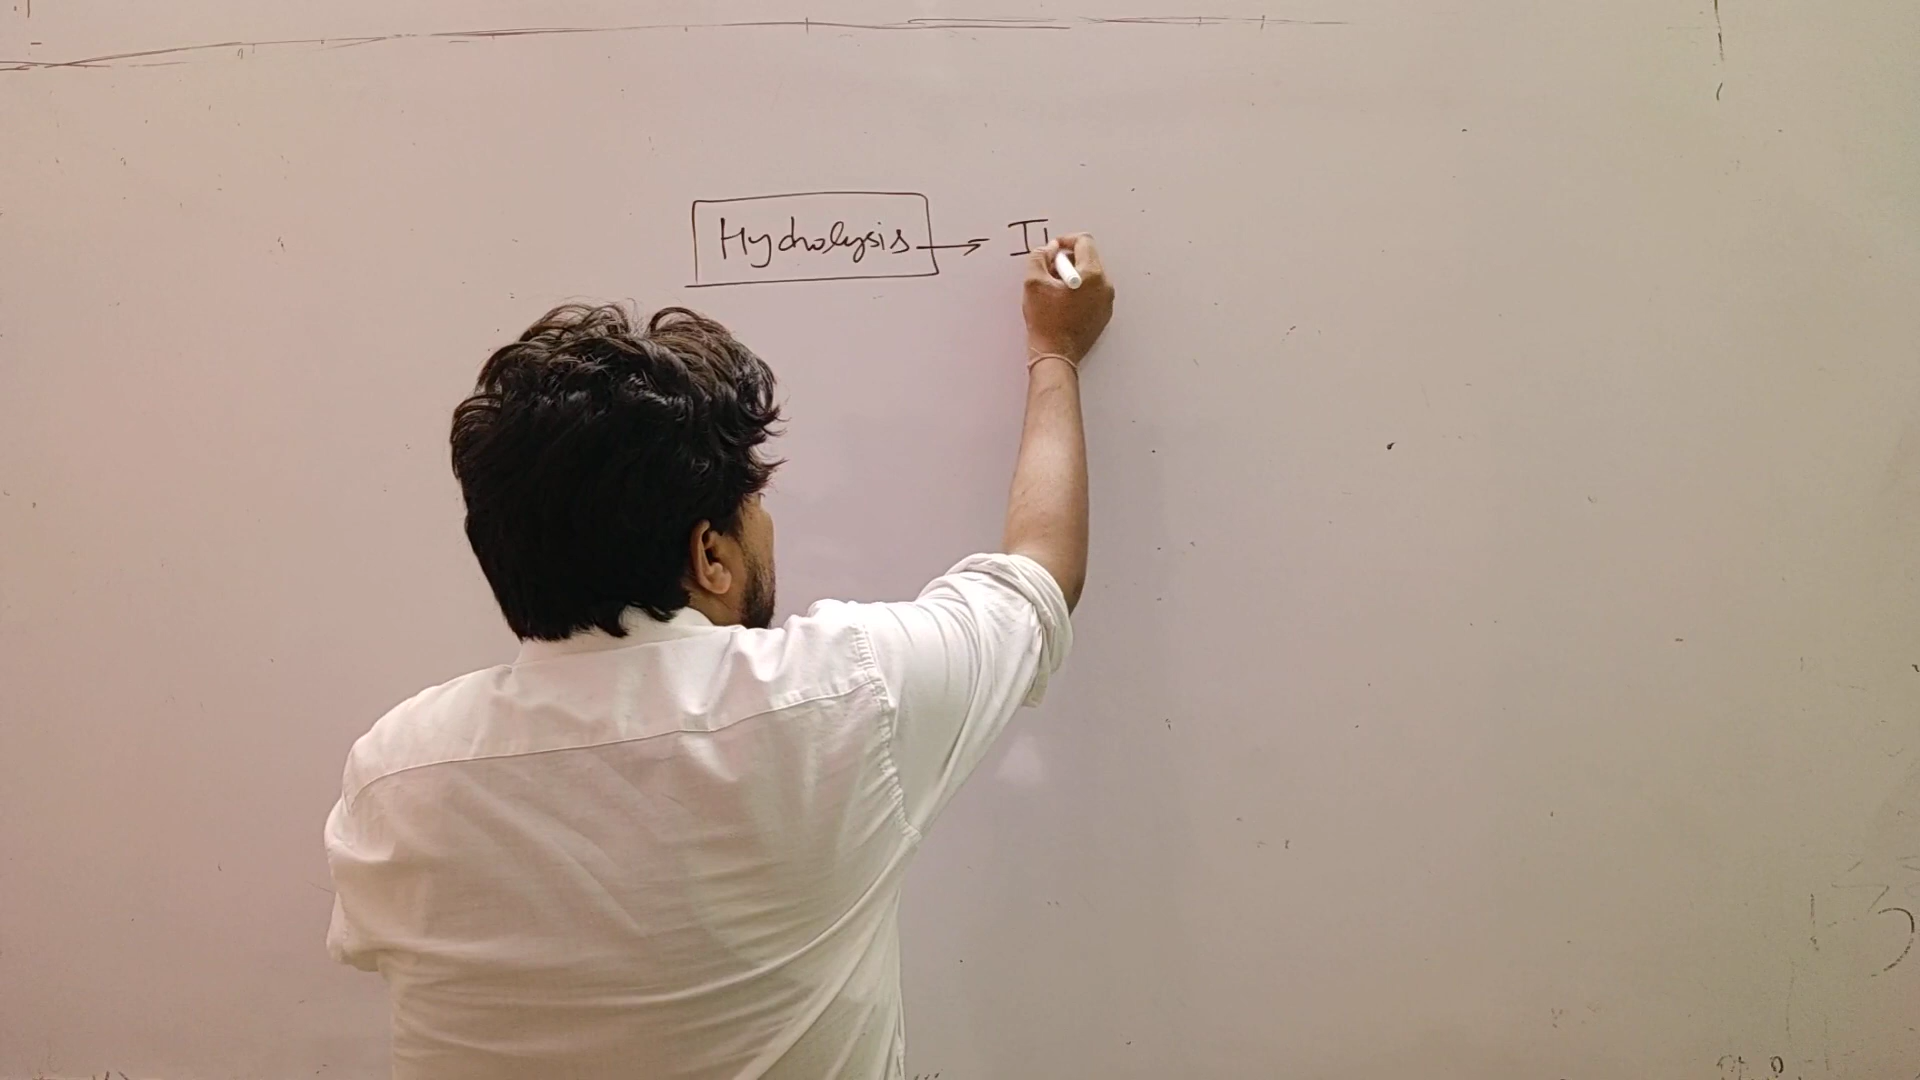 Hydrolysis → I